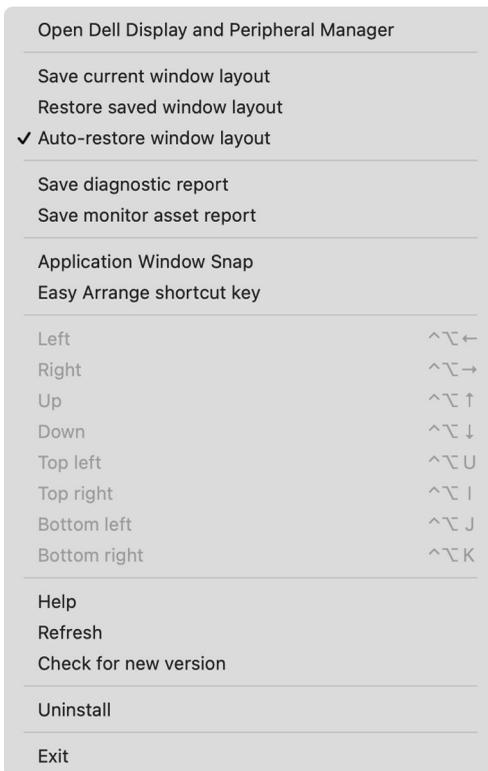 Open Dell Display and Peripheral Manager
Save current window layout
Restore saved window layout
✓ Auto-restore window layout
Save diagnostic report
Save monitor asset report
Application Window Snap
Easy Arrange shortcut key
Left ^⌥←
Right ^⌥→
Up ^⌥↑
Down ^⌥↓
Top left ^⌥U
Top right ^⌥I
Bottom left ^⌥J
Bottom right ^⌥K
Help
Refresh
Check for new version
Uninstall
Exit